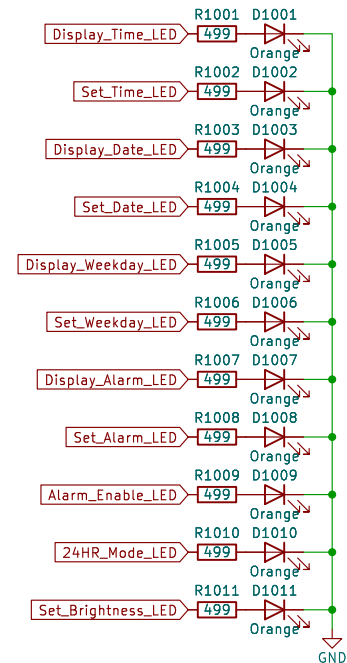 R1001 D1001
Display_Time_LED 499
Orange
R1002 D1002
Set_Time_LED 499
Orange
R1003 D1003
Display_Date_LED 499
Orange
R1004 D1004
Set_Date_LED 499
Orange
R1005 D1005
Display_Weekday_LED 499
Orange
R1006 D1006
Set_Weekday_LED 499
Orange
R1007 D1007
Display_Alarm_LED 499
Orange
R1008 D1008
Set_Alarm_LED 499
Orange
R1009 D1009
Alarm_Enable_LED 499
Orange
R1010 D1010
24HR_Mode_LED 499
Orange
R1011 D1011
Set_Brightness_LED 499
Orange
GND